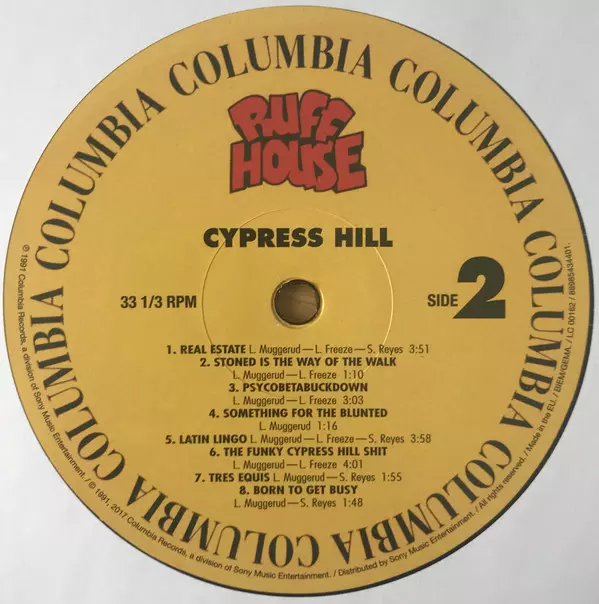 COLUMBIA COLUMBIA COLUMBIA COLUMBIA COLUMBIA COLUMBIA COLUMBIA
RUFF
HOUSE
CYPRESS HILL
33 1/3 RPM
SIDE 2
1. REAL ESTATE L. Muggerud – L. Freeze – S. Reyes 3:51
2. STONED IS THE WAY OF THE WALK
L. Muggerud – L. Freeze 1:10
3. PSYCOBETABUCKDOWN
L. Muggerud – L. Freeze 3:03
4. SOMETHING FOR THE BLUNTED
L. Muggerud 1:16
5. LATIN LINGO L. Muggerud – L. Freeze – S. Reyes 3:58
6. THE FUNKY CYPRESS HILL SHIT
L. Muggerud – L. Freeze 4:01
7. TRES EQUIS L. Muggerud – S. Reyes 1:55
8. BORN TO GET BUSY
L. Muggerud – S. Reyes 1:48
℗ 1991 Columbia Records, a division of Sony Music Entertainment. / © 1991, 2017 Columbia Records, a division of Sony Music Entertainment. / Distributed by Sony Music Entertainment. / All rights reserved. / Made in the EU. / BIEM/GEMA. / LC 00162 / 88985434401.